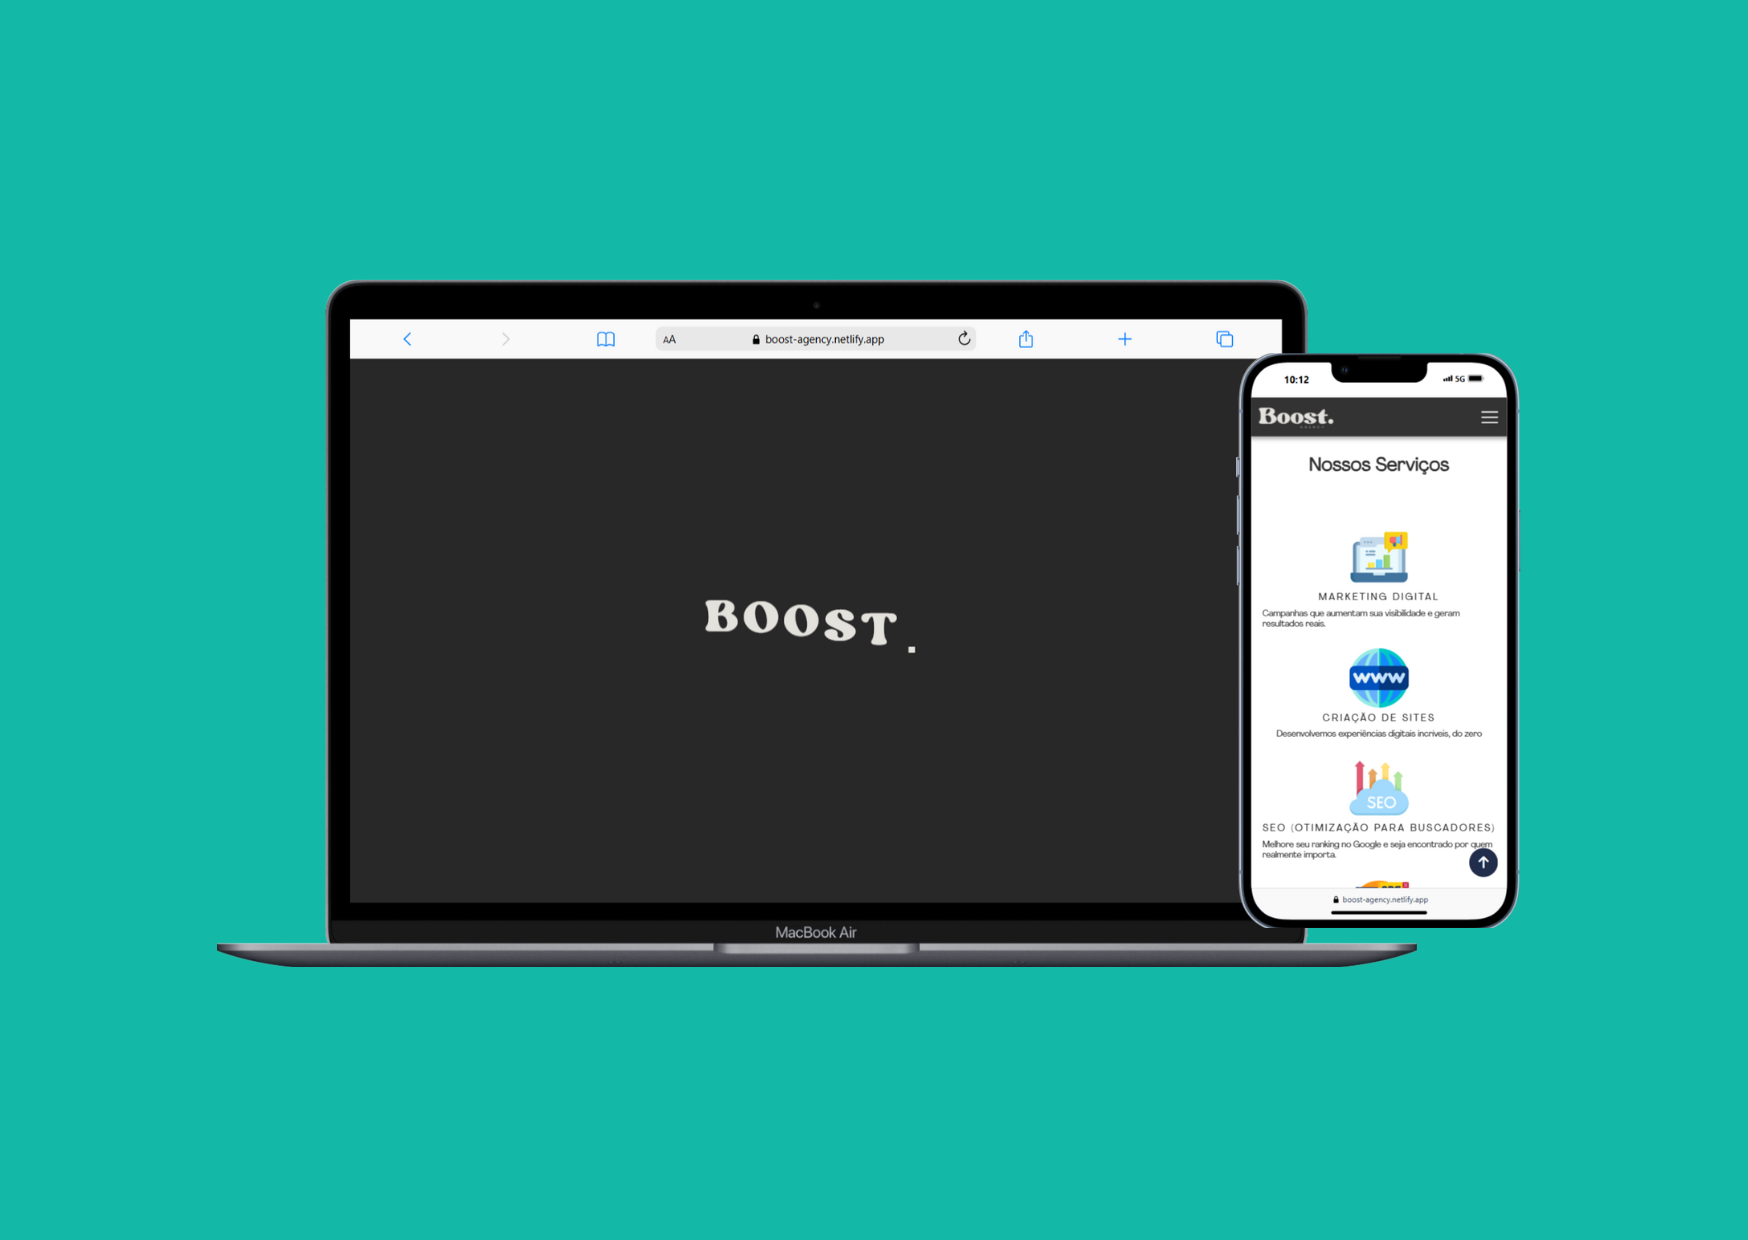 AA
boost-agency.netlify.app
BOOST.
MacBook Air
10:12
5G
Boost.
AGENCY
Nossos Serviços
MARKETING DIGITAL
Campanhas que aumentam sua visibilidade e geram
resultados reais.
WWW
CRIAÇÃO DE SITES
Desenvolvemos experiências digitais incríveis, do zero
SEO
SEO (OTIMIZAÇÃO PARA BUSCADORES)
Melhore seu ranking no Google e seja encontrado por quem
realmente importa.
boost-agency.netlify.app